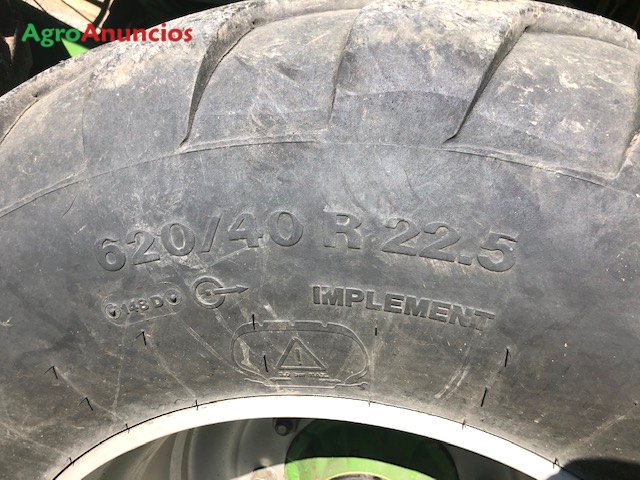 AgroAnuncios
620/40 R 22.5
148D
IMPLEMENT